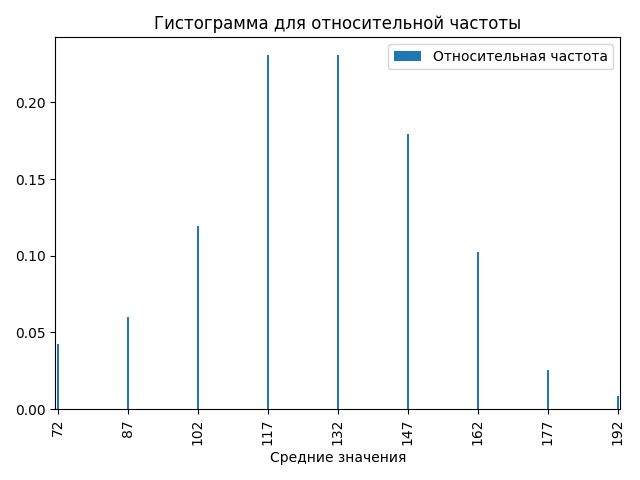 Гистограмма для относительной частоты
Относительная частота
0.20
0.15
0.10
0.05
0.00
72 87 102 117 132 147 162 177 192
Средние значения